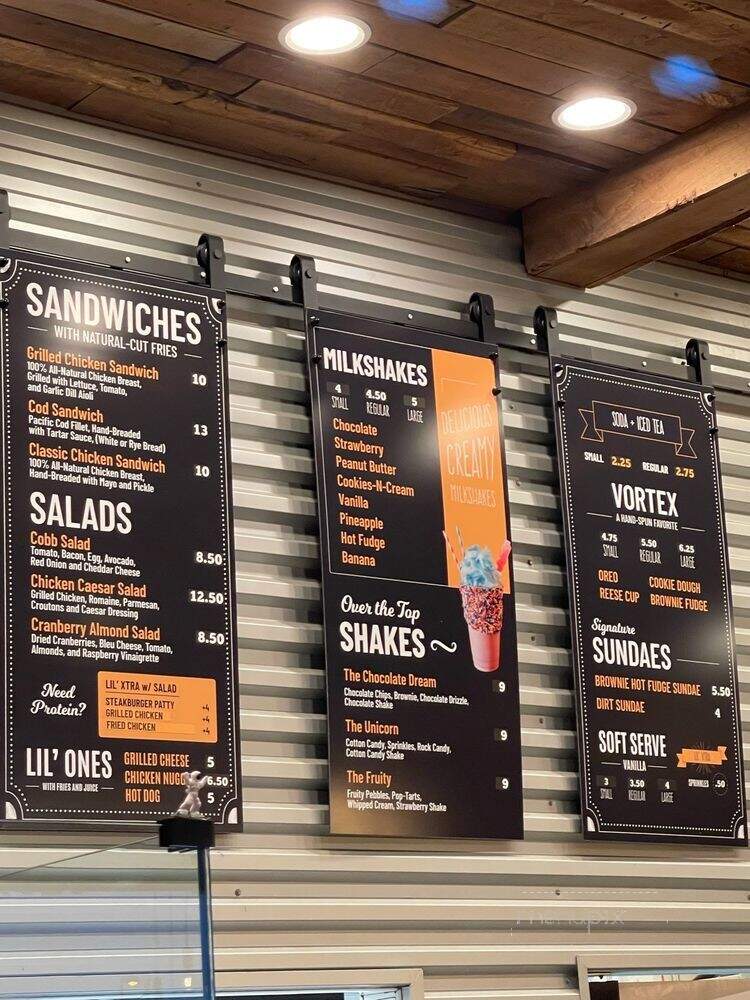 SANDWICHES
WITH NATURAL-CUT FRIES
Grilled Chicken Sandwich 10
100% All-Natural Chicken Breast,
Grilled with Lettuce, Tomato,
and Garlic Dill Aioli
Cod Sandwich 13
Pacific Cod Fillet, Hand-Breaded
with Tartar Sauce, (White or Rye Bread)
Classic Chicken Sandwich 10
100% All-Natural Chicken Breast,
Hand-Breaded with Mayo and Pickle
SALADS
Cobb Salad 8.50
Tomato, Bacon, Egg, Avocado,
Red Onion and Cheddar Cheese
Chicken Caesar Salad 12.50
Grilled Chicken, Romaine, Parmesan,
Croutons and Caesar Dressing
Cranberry Almond Salad 8.50
Dried Cranberries, Bleu Cheese, Tomato,
Almonds, and Raspberry Vinaigrette
Need
Protein?
LIL' XTRA W/ SALAD
STEAKBURGER PATTY 4
GRILLED CHICKEN 4
FRIED CHICKEN 4
LIL' ONES
WITH FRIES AND JUICE
GRILLED CHEESE 5
CHICKEN NUGG 6.50
HOT DOG 5
MILKSHAKES
4 4.50 5
SMALL REGULAR LARGE
Chocolate
Strawberry
Peanut Butter
Cookies-N-Cream
Vanilla
Pineapple
Hot Fudge
Banana
DELICIOUS
CREAMY
MILKSHAKES
Over the Top
SHAKES
The Chocolate Dream 9
Chocolate Chips, Brownie, Chocolate Drizzle,
Chocolate Shake
The Unicorn 9
Cotton Candy, Sprinkles, Rock Candy,
Cotton Candy Shake
The Fruity 9
Fruity Pebbles, Pop-Tarts,
Whipped Cream, Strawberry Shake
SODA + ICED TEA
SMALL 2.25 REGULAR 2.75
VORTEX
A HAND-SPUN FAVORITE
4.75 5.50 6.25
SMALL REGULAR LARGE
OREO COOKIE DOUGH
REESE CUP BROWNIE FUDGE
Signature
SUNDAES
BROWNIE HOT FUDGE SUNDAE 5.50
DIRT SUNDAE 4
SOFT SERVE
VANILLA
LIL' XTRA
3 3.50 4
SMALL REGULAR LARGE
SPRINKLES .50
menupix